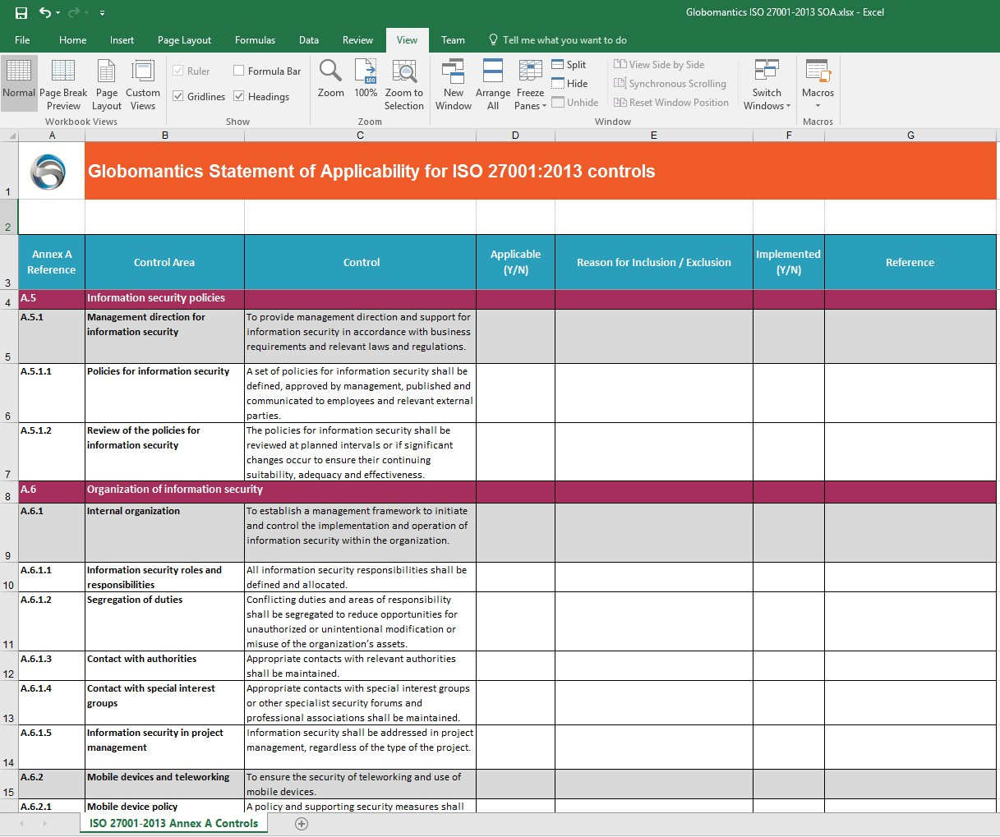 Globomantics ISO 27001-2013 SOA.xlsx - Excel
File Home Insert Page Layout Formulas Data Review View Team Tell me what you want to do
Normal
Page Break
Preview
Page
Layout
Custom
Views
Workbook Views
Ruler
Formula Bar
Gridlines
Headings
Show
Zoom
100
100%
Zoom to
Selection
Zoom
New
Window
Arrange
All
Freeze
Panes
Split
Hide
Unhide
View Side by Side
Synchronous Scrolling
Reset Window Position
Window
Switch
Windows
Macros
Macros
A B C D E F G
1
Globomantics Statement of Applicability for ISO 27001:2013 controls
2
3
Annex A
Reference
Control Area
Control
Applicable
(Y/N)
Reason for Inclusion / Exclusion
Implemented
(Y/N)
Reference
4
A.5
Information security policies
5
A.5.1
Management direction for
information security
To provide management direction and support for
information security in accordance with business
requirements and relevant laws and regulations.
6
A.5.1.1
Policies for information security
A set of policies for information security shall be
defined, approved by management, published and
communicated to employees and relevant external
parties.
7
A.5.1.2
Review of the policies for
information security
The policies for information security shall be
reviewed at planned intervals or if significant
changes occur to ensure their continuing
suitability, adequacy and effectiveness.
8
A.6
Organization of information security
9
A.6.1
Internal organization
To establish a management framework to initiate
and control the implementation and operation of
information security within the organization.
10
A.6.1.1
Information security roles and
responsibilities
All information security responsibilities shall be
defined and allocated.
11
A.6.1.2
Segregation of duties
Conflicting duties and areas of responsibility
shall be segregated to reduce opportunities for
unauthorized or unintentional modification or
misuse of the organization's assets.
12
A.6.1.3
Contact with authorities
Appropriate contacts with relevant authorities
shall be maintained.
13
A.6.1.4
Contact with special interest
groups
Appropriate contacts with special interest groups
or other specialist security forums and
professional associations shall be maintained.
14
A.6.1.5
Information security in project
management
Information security shall be addressed in project
management, regardless of the type of the project.
15
A.6.2
Mobile devices and teleworking
To ensure the security of teleworking and use of
mobile devices.
A.6.2.1
Mobile device policy
A policy and supporting security measures shall
ISO 27001-2013 Annex A Controls